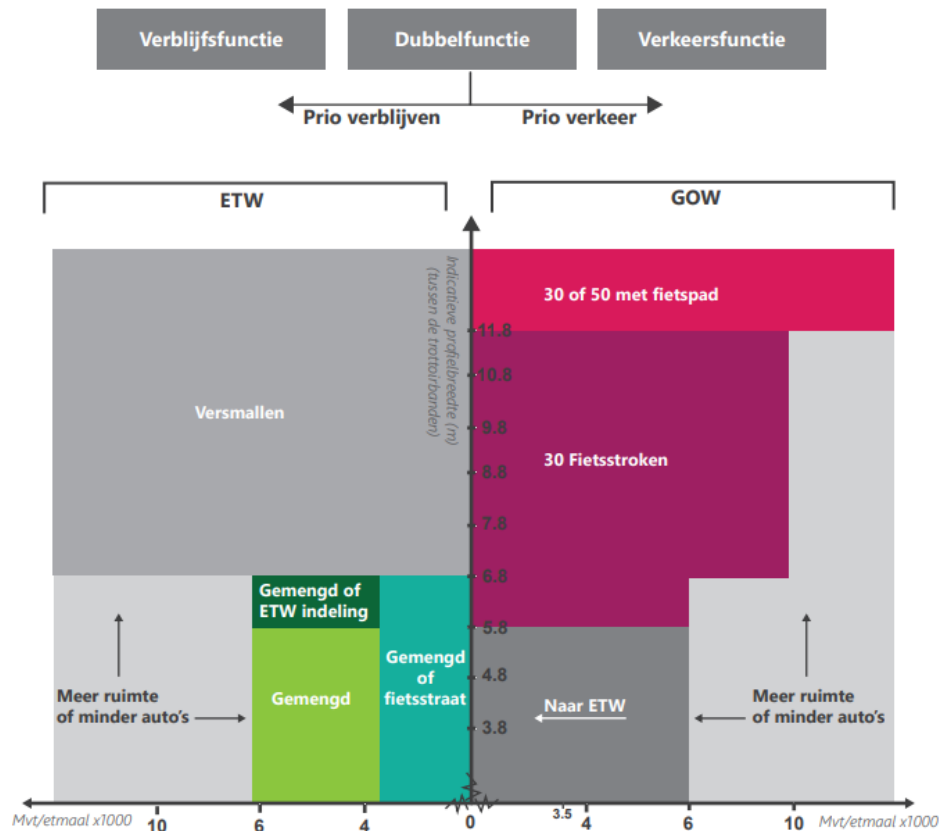 Verblijfsfunctie
Dubbelfunctie
Verkeersfunctie
Prio verblijven
Prio verkeer
ETW
GOW
Indicatieve profielbreedte (m)
(tussen de trottoirbanden)
30 of 50 met fietspad
11.8
10.8
Versmallen
9.8
30 Fietsstroken
8.8
7.8
6.8
Gemengd of
ETW indeling
5.8
Gemengd
of
fietsstraat
4.8
Gemengd
Meer ruimte
of minder auto's
Naar ETW
3.8
Meer ruimte
of minder auto's
Mvt/etmaal x1000
10
6
4
0
3.5
4
6
10
Mvt/etmaal x1000